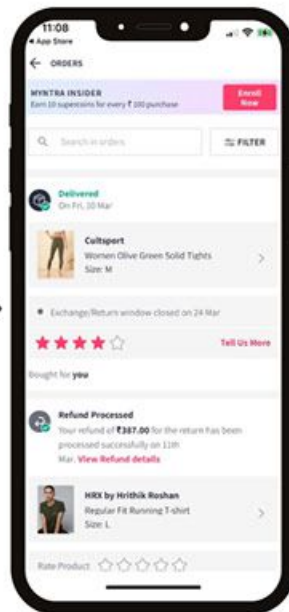 11:08
App Store
ORDERS
MYNTRA INSIDER
Earn 10 supercoins for every ₹ 100 purchase
Enroll
Now
Search in orders
FILTER
Delivered
On Fri, 10 Mar
Cultsport
Women Olive Green Solid Tights
Size: M
Exchange/Return window closed on 24 Mar
Tell Us More
Bought for you
Refund Processed
Your refund of ₹387.00 for the return has been
processed successfully on 11th
Mar. View Refund details
HRX by Hrithik Roshan
Regular Fit Running T-shirt
Size: L
Rate Product